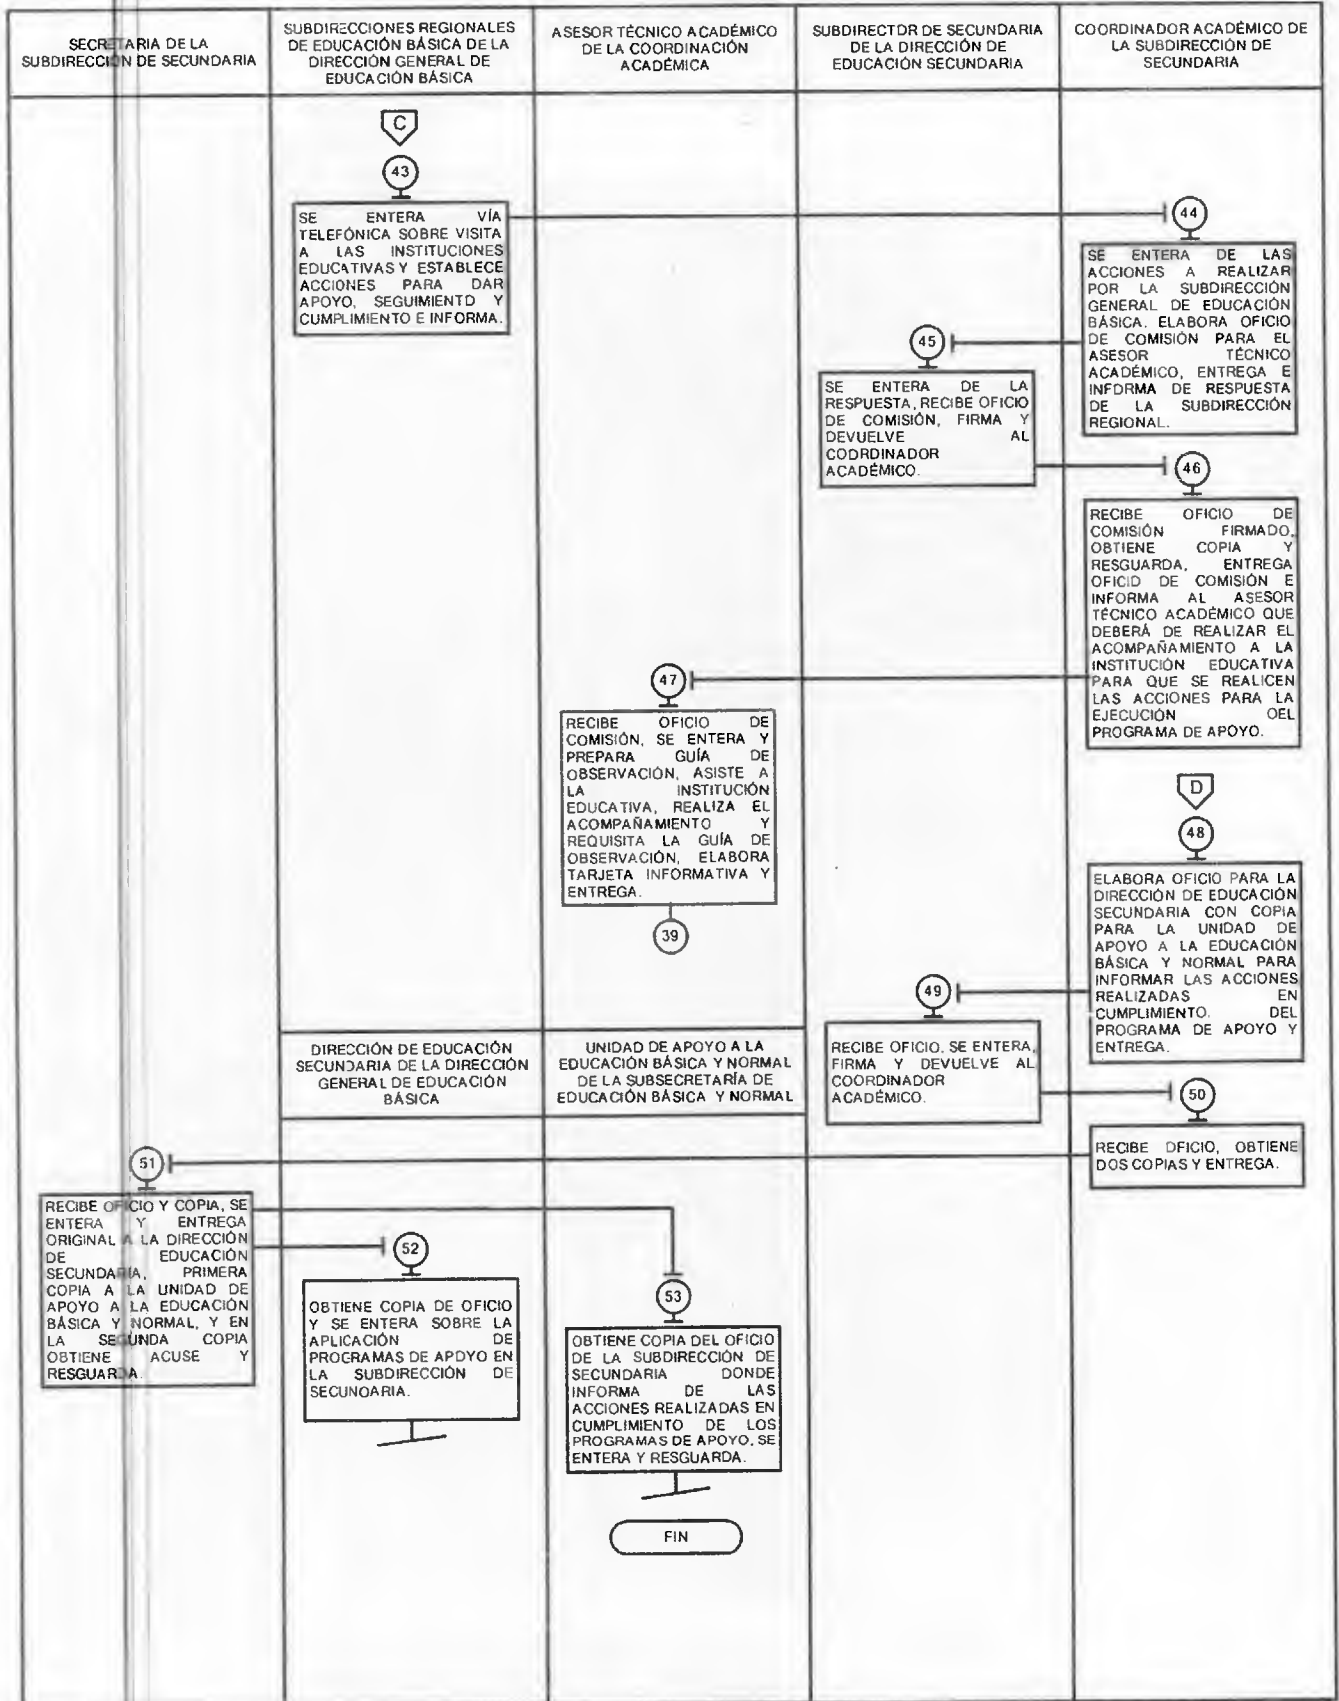 SECRETARIA DE LA
SUBDIRECCIÓN DE SECUNDARIA
SUBDIRECCIONES REGIONALES
DE EDUCACIÓN BÁSICA DE LA
DIRECCIÓN GENERAL DE
EDUCACIÓN BÁSICA
ASESOR TÉCNICO ACADÉMICO
DE LA COORDINACIÓN
ACADÉMICA
SUBDIRECTOR DE SECUNDARIA
DE LA DIRECCIÓN DE
EDUCACIÓN SECUNDARIA
COORDINADOR ACADÉMICO DE
LA SUBDIRECCIÓN DE
SECUNDARIA
C
43
SE ENTERA VÍA
TELEFÓNICA SOBRE VISITA
A LAS INSTITUCIONES
EDUCATIVAS Y ESTABLECE
ACCIONES PARA DAR
APOYO, SEGUIMIENTO Y
CUMPLIMIENTO E INFORMA.
44
SE ENTERA DE LAS
ACCIONES A REALIZAR
POR LA SUBDIRECCIÓN
GENERAL DE EDUCACIÓN
BÁSICA. ELABORA OFICIO
DE COMISIÓN PARA EL
ASESOR TÉCNICO
ACADÉMICO, ENTREGA E
INFORMA DE RESPUESTA
DE LA SUBDIRECCIÓN
REGIONAL.
45
SE ENTERA DE LA
RESPUESTA, RECIBE OFICIO
DE COMISIÓN, FIRMA Y
DEVUELVE AL
COORDINADOR
ACADÉMICO.
46
RECIBE OFICIO DE
COMISIÓN FIRMADO,
OBTIENE COPIA Y
RESGUARDA, ENTREGA
OFICIO DE COMISIÓN E
INFORMA AL ASESOR
TÉCNICO ACADÉMICO QUE
DEBERÁ DE REALIZAR EL
ACOMPAÑAMIENTO A LA
INSTITUCIÓN EDUCATIVA
PARA QUE SE REALICEN
LAS ACCIONES PARA LA
EJECUCIÓN DEL
PROGRAMA DE APOYO.
47
RECIBE OFICIO DE
COMISIÓN, SE ENTERA Y
PREPARA GUÍA DE
OBSERVACIÓN, ASISTE A
LA INSTITUCIÓN
EDUCATIVA, REALIZA EL
ACOMPAÑAMIENTO Y
REQUISITA LA GUÍA DE
OBSERVACIÓN, ELABORA
TARJETA INFORMATIVA Y
ENTREGA.
39
D
48
ELABORA OFICIO PARA LA
DIRECCIÓN DE EDUCACIÓN
SECUNDARIA CON COPIA
PARA LA UNIDAD DE
APOYO A LA EDUCACIÓN
BÁSICA Y NORMAL PARA
INFORMAR LAS ACCIONES
REALIZADAS EN
CUMPLIMIENTO. DEL
PROGRAMA DE APOYO Y
ENTREGA.
49
RECIBE OFICIO. SE ENTERA,
FIRMA Y DEVUELVE AL
COORDINADOR
ACADÉMICO.
DIRECCIÓN DE EDUCACIÓN
SECUNDARIA DE LA DIRECCIÓN
GENERAL DE EDUCACIÓN
BÁSICA
UNIDAD DE APOYO A LA
EDUCACIÓN BÁSICA Y NORMAL
DE LA SUBSECRETARÍA DE
EDUCACIÓN BÁSICA Y NORMAL
50
RECIBE OFICIO, OBTIENE
DOS COPIAS Y ENTREGA.
51
RECIBE OFICIO Y COPIA, SE
ENTERA Y ENTREGA
ORIGINAL A LA DIRECCIÓN
DE EDUCACIÓN
SECUNDARIA, PRIMERA
COPIA A LA UNIDAD DE
APOYO A LA EDUCACIÓN
BÁSICA Y NORMAL, Y EN
LA SEGUNDA COPIA
OBTIENE ACUSE Y
RESGUARDA.
52
OBTIENE COPIA DE OFICIO
Y SE ENTERA SOBRE LA
APLICACIÓN DE
PROGRAMAS DE APOYO EN
LA SUBDIRECCIÓN DE
SECUNDARIA.
53
OBTIENE COPIA DEL OFICIO
DE LA SUBDIRECCIÓN DE
SECUNDARIA DONDE
INFORMA DE LAS
ACCIONES REALIZADAS EN
CUMPLIMIENTO DE LOS
PROGRAMAS DE APOYO, SE
ENTERA Y RESGUARDA.
FIN